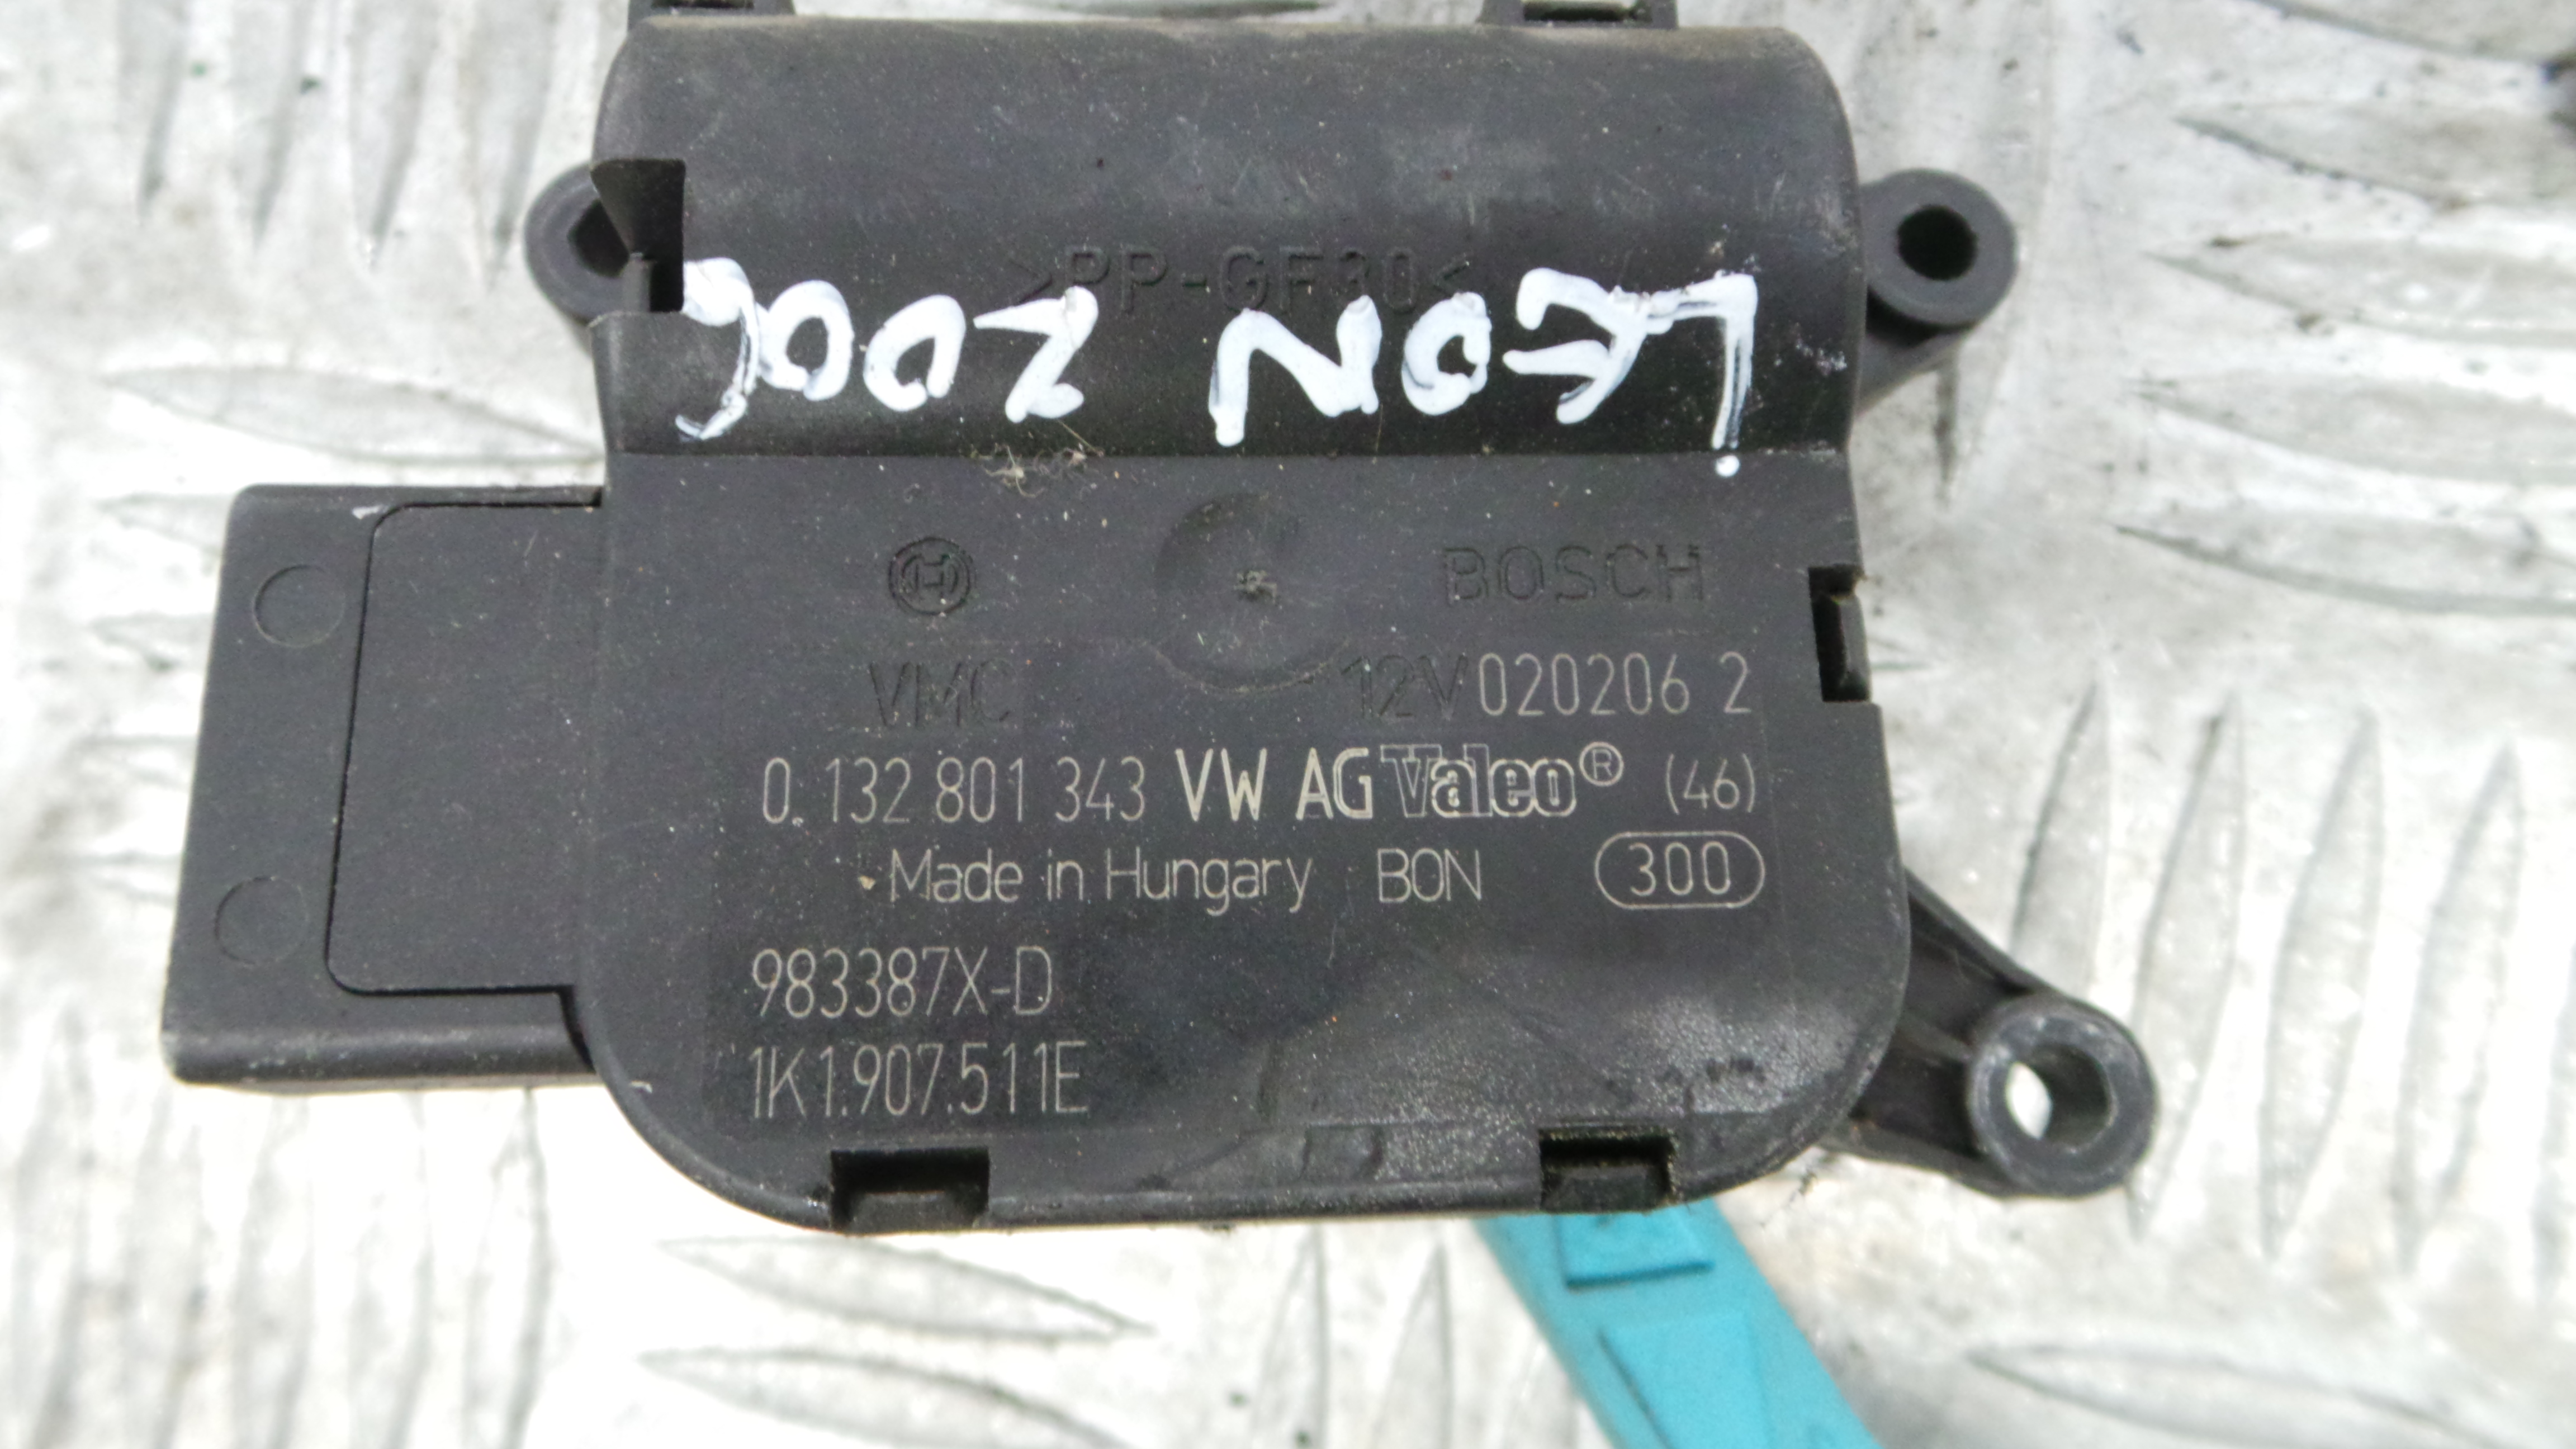 >PP-GF30<
LEON 2006
BOSCH
VMC 12V 020206 2
0 132 801 343 VW AG Valeo® (46)
Made in Hungary BON 300
983387X-D
1K1.907.511E